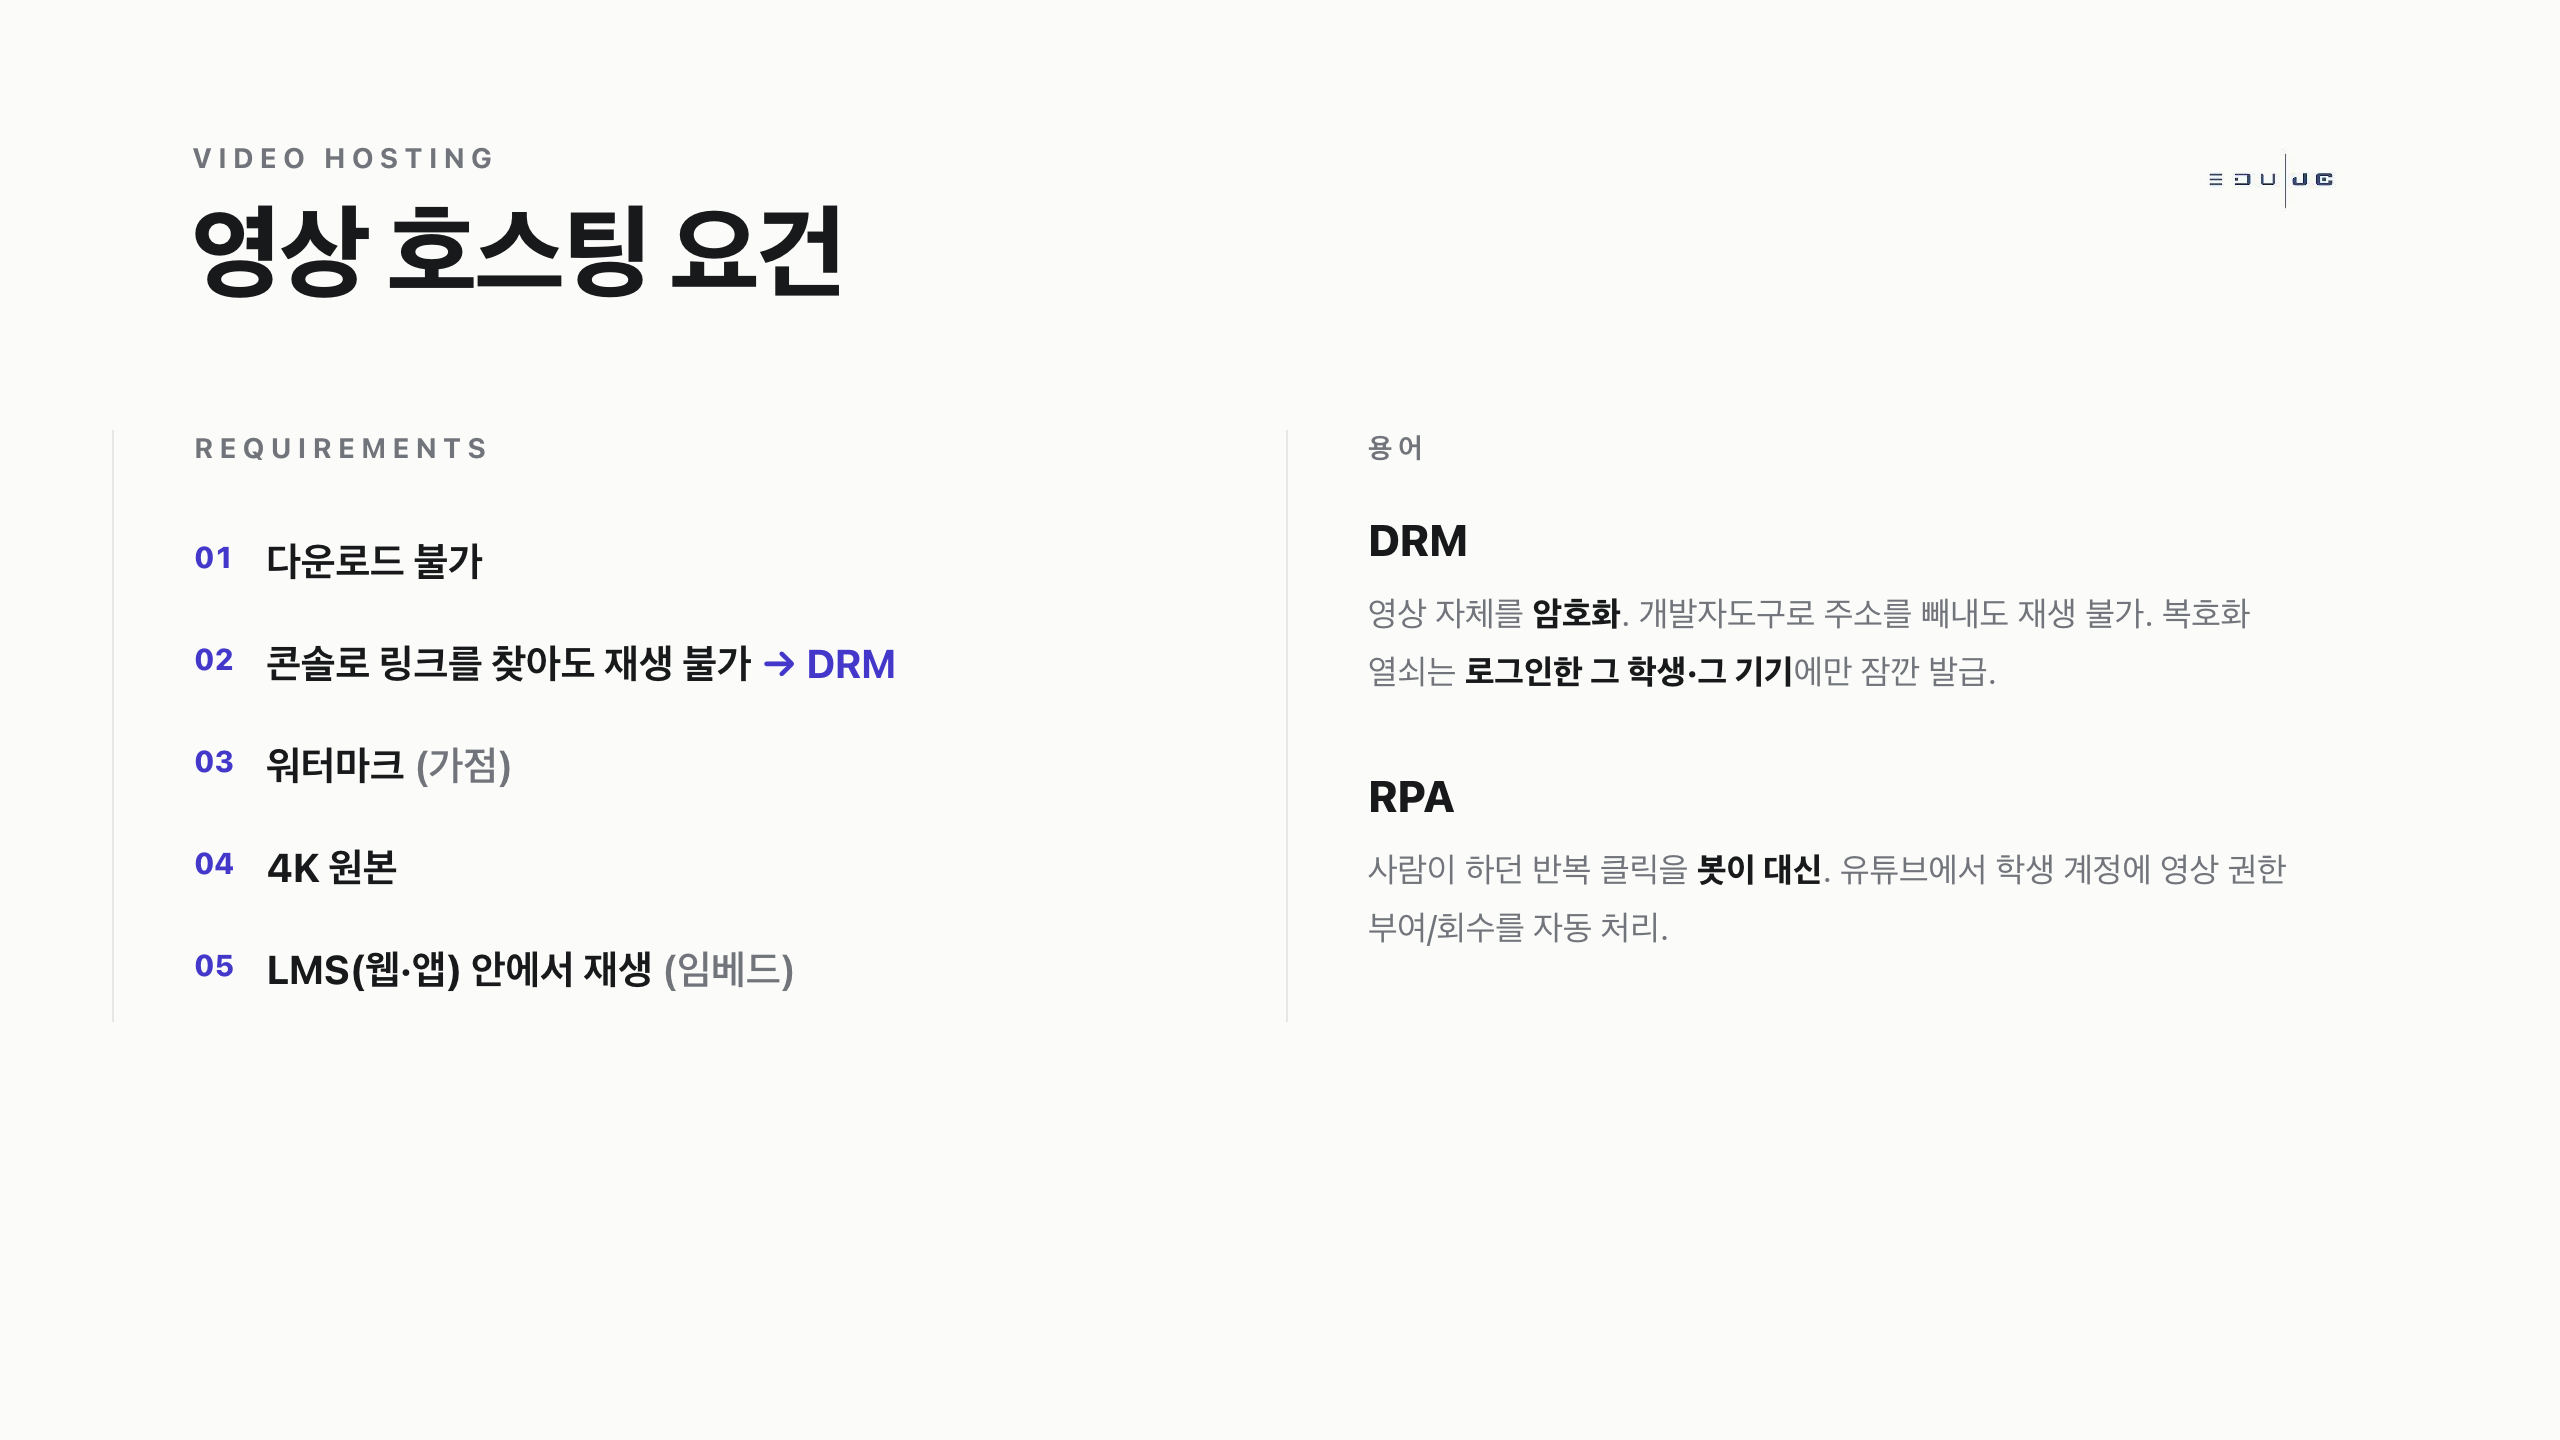 VIDEO HOSTING
영상 호스팅 요건
EDU JG
REQUIREMENTS
01 다운로드 불가
02 콘솔로 링크를 찾아도 재생 불가 → DRM
03 워터마크 (가점)
04 4K 원본
05 LMS(웹·앱) 안에서 재생 (임베드)
용어
DRM
영상 자체를 암호화. 개발자도구로 주소를 빼내도 재생 불가. 복호화
열쇠는 로그인한 그 학생·그 기기에만 잠깐 발급.
RPA
사람이 하던 반복 클릭을 봇이 대신. 유튜브에서 학생 계정에 영상 권한
부여/회수를 자동 처리.